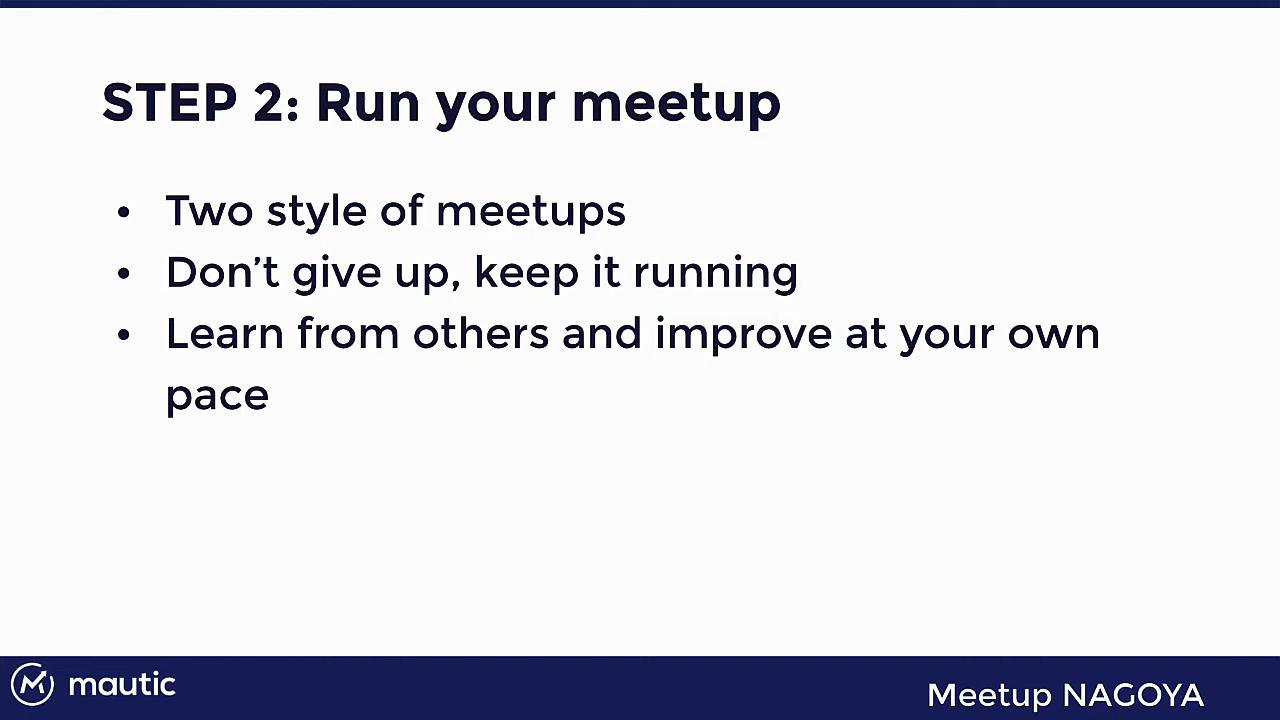 STEP 2: Run your meetup
• Two style of meetups
• Don’t give up, keep it running
• Learn from others and improve at your own
pace
mautic
Meetup NAGOYA